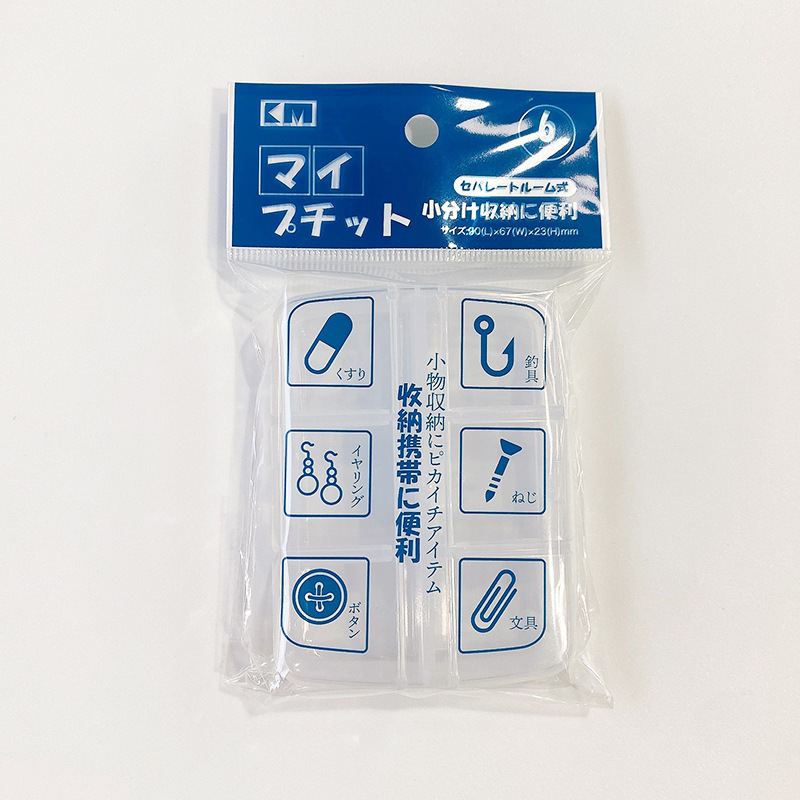 KM
6
マイ
プチット
セパレートルーム式
小分け収納に便利
サイズ:90(L)×67(W)×23(H)mm
くすり
釣具
小物収納にピカイチアイテム
収納携帯に便利
イヤリング
ねじ
ボタン
文具